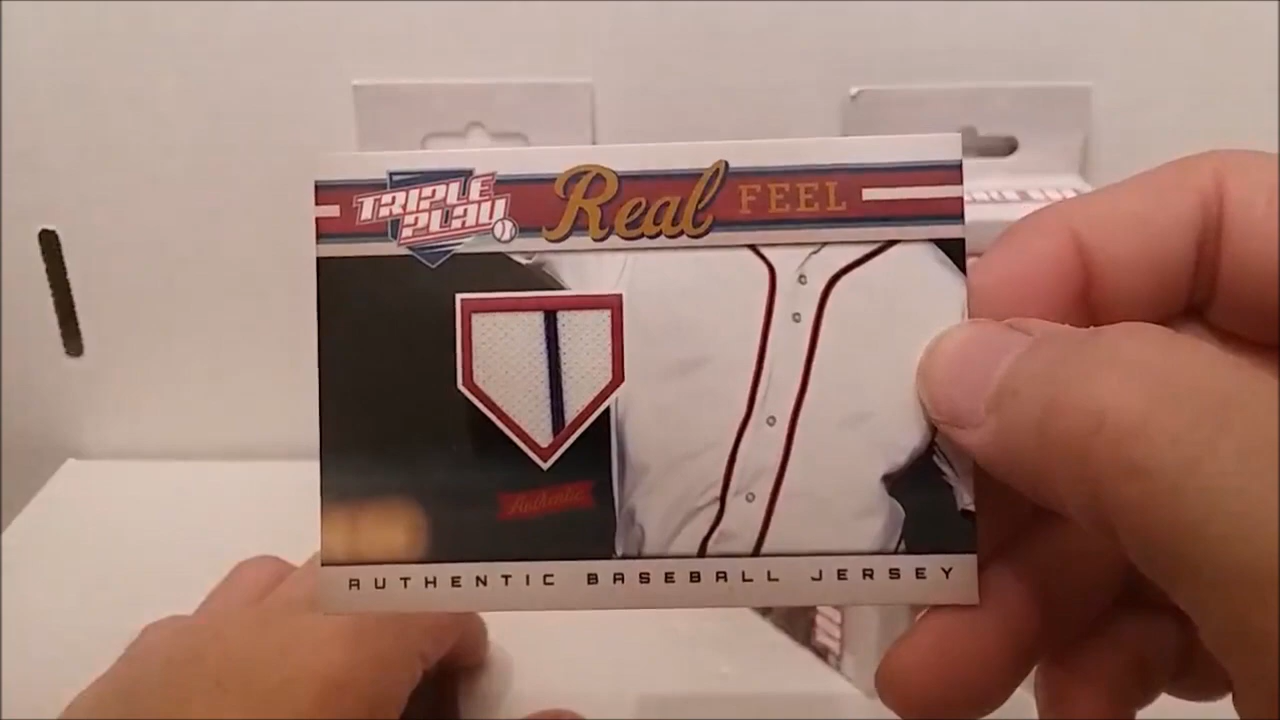 TRIPLE
PLAY
Real FEEL
Authentic
AUTHENTIC BASEBALL JERSEY